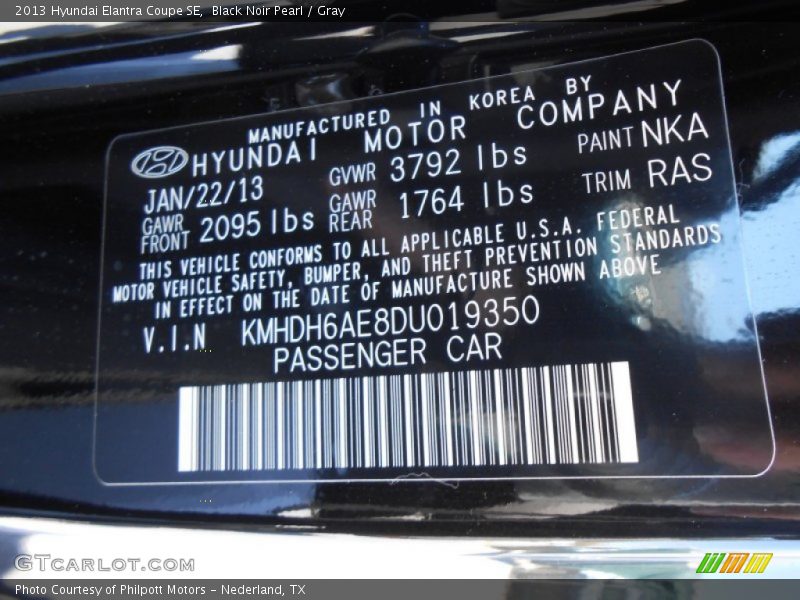 2013 Hyundai Elantra Coupe SE, Black Noir Pearl / Gray
MANUFACTURED IN KOREA BY
HYUNDAI MOTOR COMPANY
JAN/22/13 GVWR 3792 lbs PAINT NKA
GAWR FRONT 2095 lbs GAWR REAR 1764 lbs TRIM RAS
THIS VEHICLE CONFORMS TO ALL APPLICABLE U.S.A. FEDERAL
MOTOR VEHICLE SAFETY, BUMPER, AND THEFT PREVENTION STANDARDS
IN EFFECT ON THE DATE OF MANUFACTURE SHOWN ABOVE
V.I.N KMHDH6AE8DU019350
PASSENGER CAR
GTCARLOT.COM
Photo Courtesy of Philpott Motors - Nederland, TX